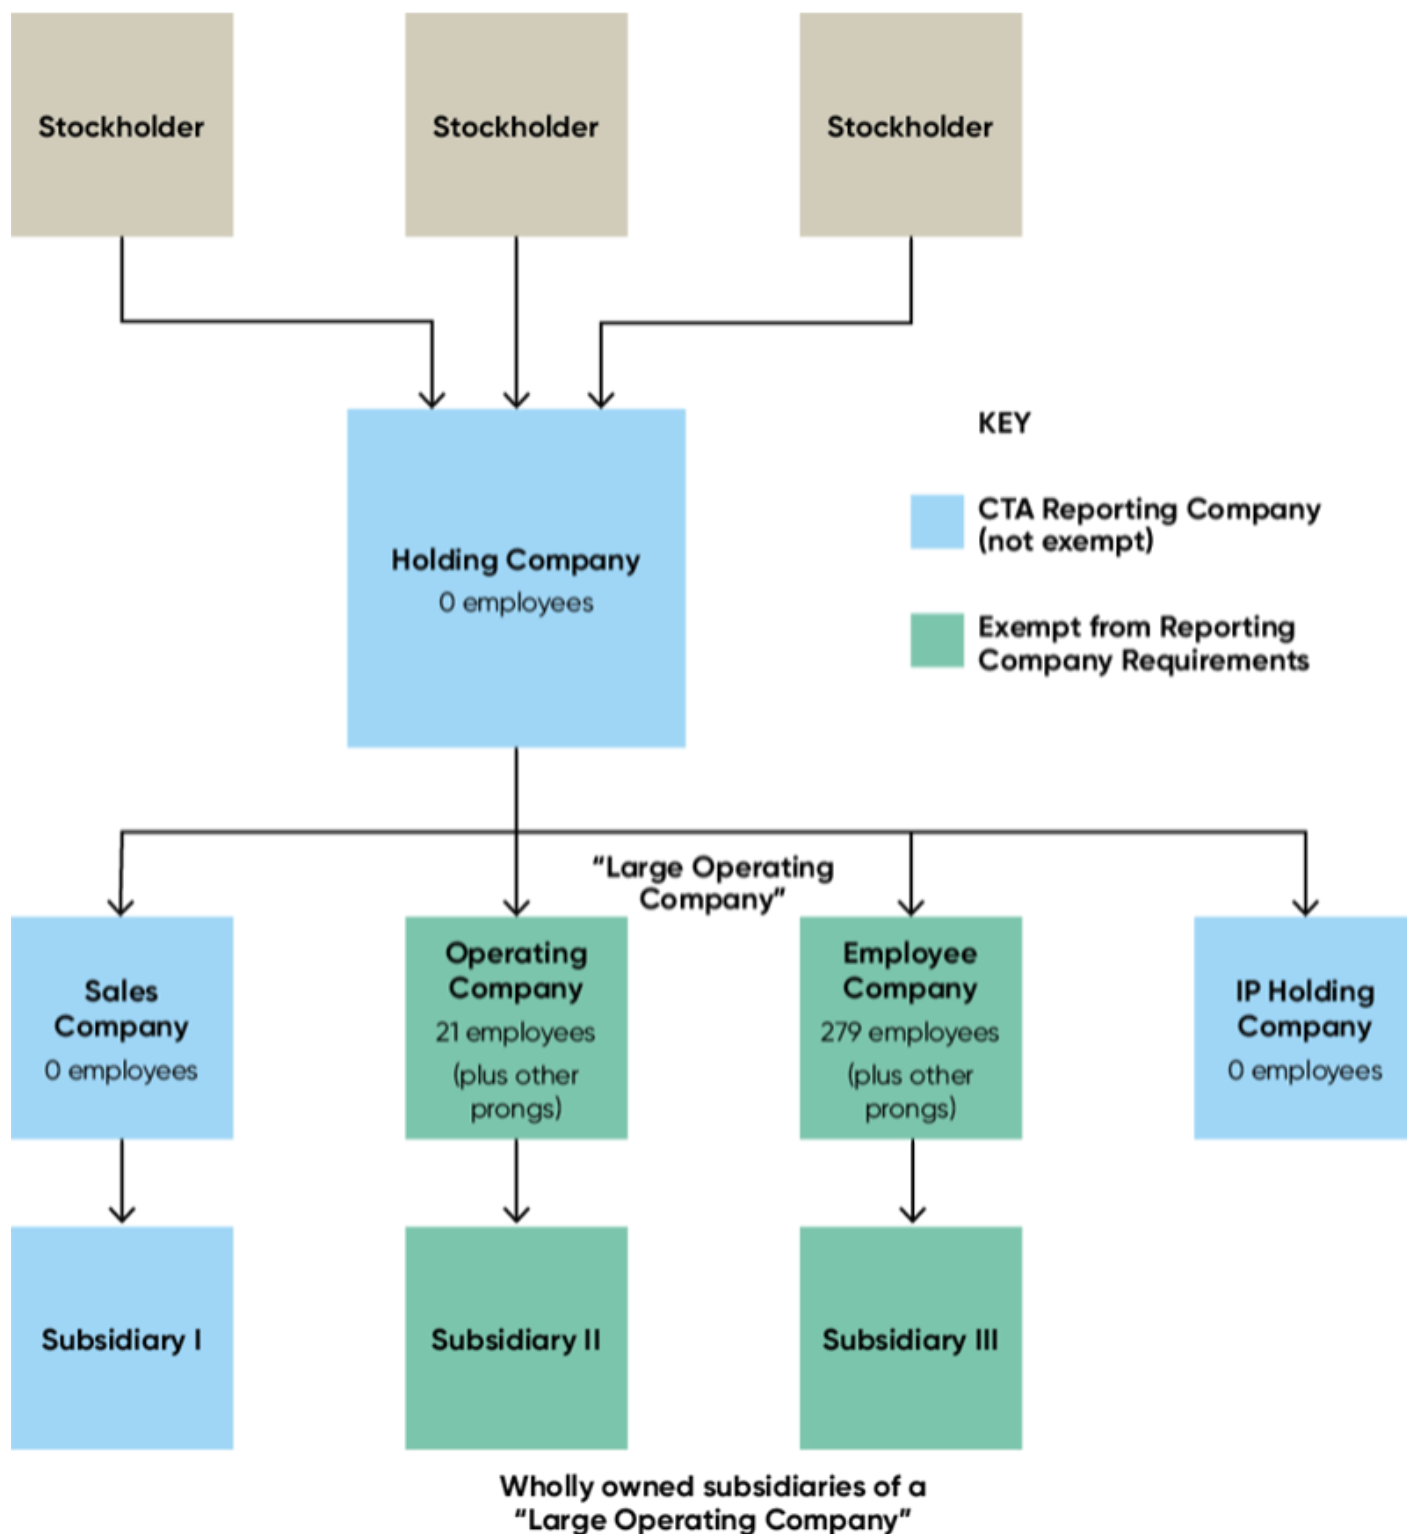 Stockholder
Stockholder
Stockholder
KEY
CTA Reporting Company
(not exempt)
Holding Company
0 employees
Exempt from Reporting
Company Requirements
“Large Operating
Company”
Sales
Company
0 employees
Operating
Company
21 employees
(plus other
prongs)
Employee
Company
279 employees
(plus other
prongs)
IP Holding
Company
0 employees
Subsidiary I
Subsidiary II
Subsidiary III
Wholly owned subsidiaries of a
“Large Operating Company”